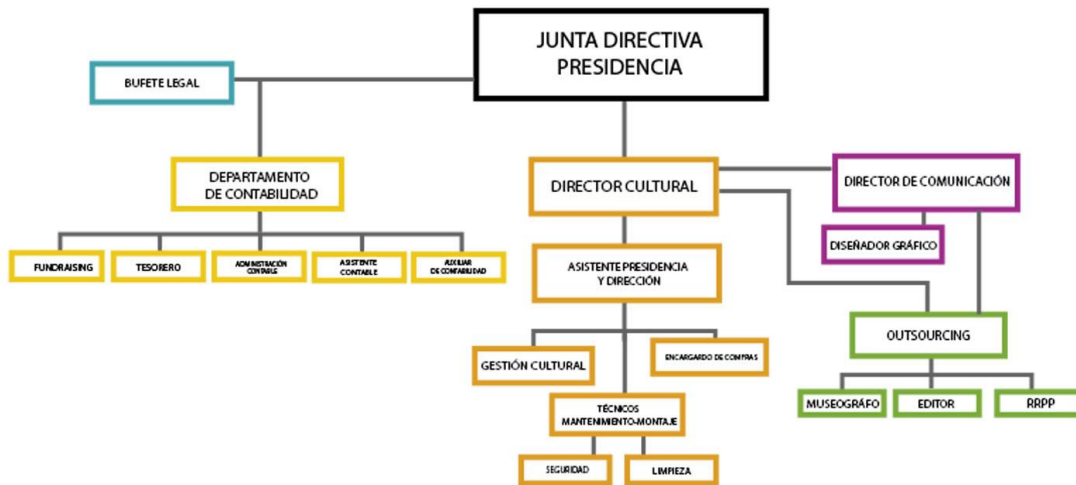 JUNTA DIRECTIVA
PRESIDENCIA
BUFETE LEGAL
DEPARTAMENTO
DE CONTABILIDAD
DIRECTOR CULTURAL
DIRECTOR DE COMUNICACIÓN
DISEÑADOR GRÁFICO
FUNDRAISING
TESORERO
ADMINISTRACIÓN
CONTABLE
ASISTENTE
CONTABLE
AUXILIAR
DE CONTABILIDAD
ASISTENTE PRESIDENCIA
Y DIRECCIÓN
OUTSOURCING
GESTIÓN CULTURAL
ENCARGARDO DE COMPRAS
MUSEOGRÁFO
EDITOR
RRPP
TÉCNICOS
MANTENIMIENTO-MONTAJE
SEGURIDAD
LIMPIEZA